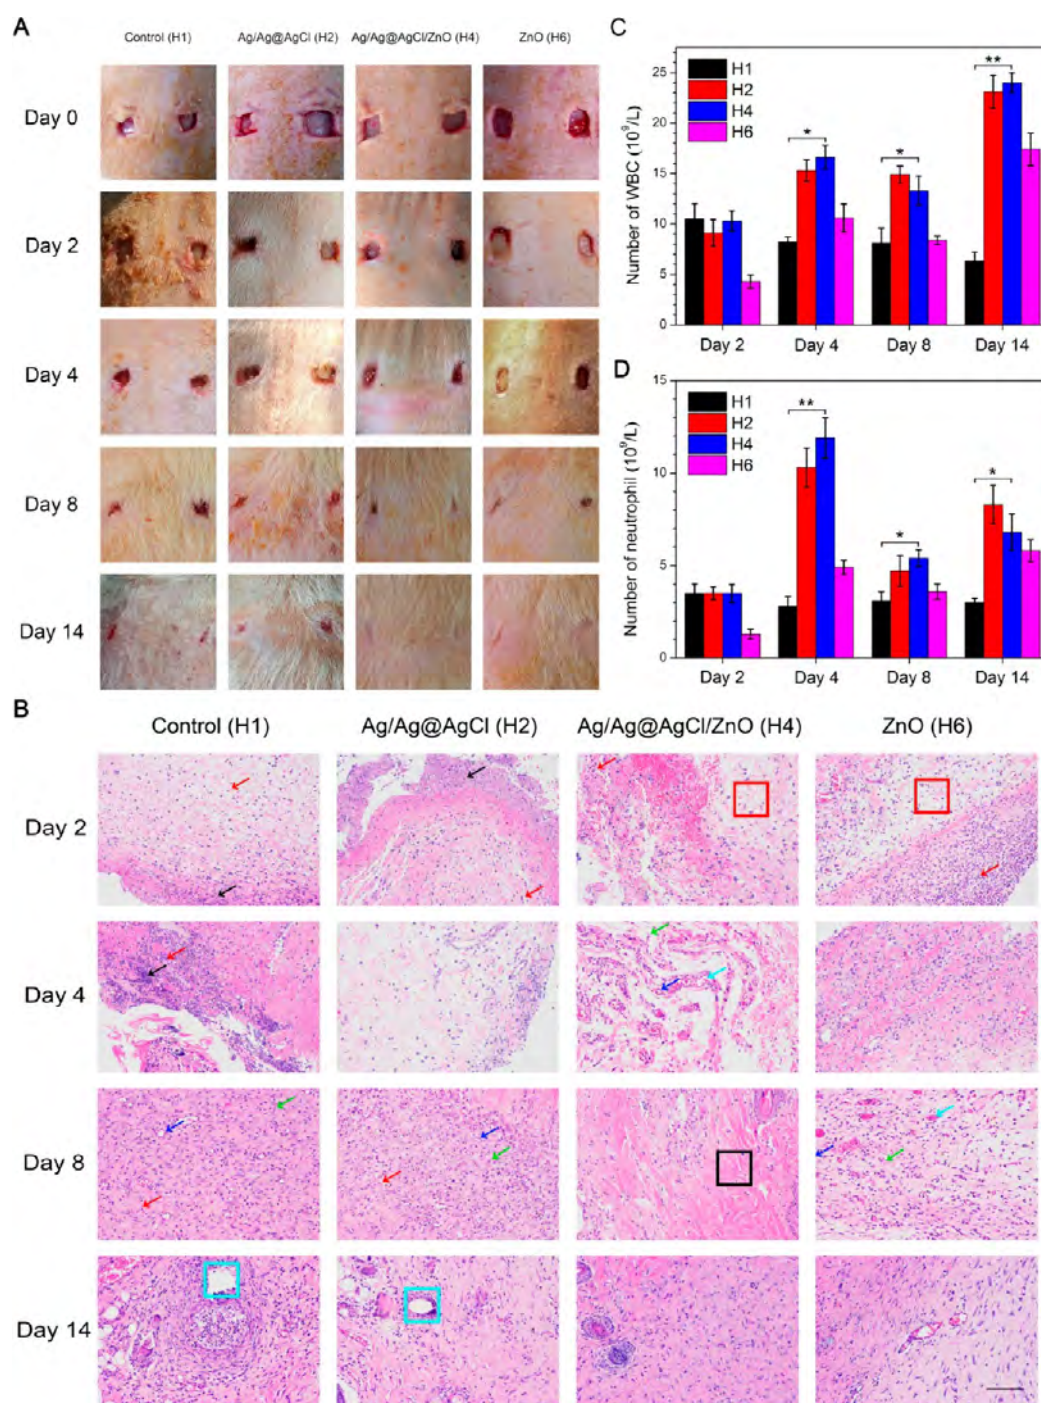 A
Control (H1) Ag/Ag@AgCl (H2) Ag/Ag@AgCl/ZnO (H4) ZnO (H6)
Day 0
Day 2
Day 4
Day 8
Day 14
C
Number of WBC (10⁹/L)
25
20
15
10
5
0
H1
H2
H4
H6
*
*
**
Day 2 Day 4 Day 8 Day 14
D
Number of neutrophil (10⁹/L)
15
10
5
0
H1
H2
H4
H6
**
*
*
Day 2 Day 4 Day 8 Day 14
B
Control (H1) Ag/Ag@AgCl (H2) Ag/Ag@AgCl/ZnO (H4) ZnO (H6)
Day 2
Day 4
Day 8
Day 14